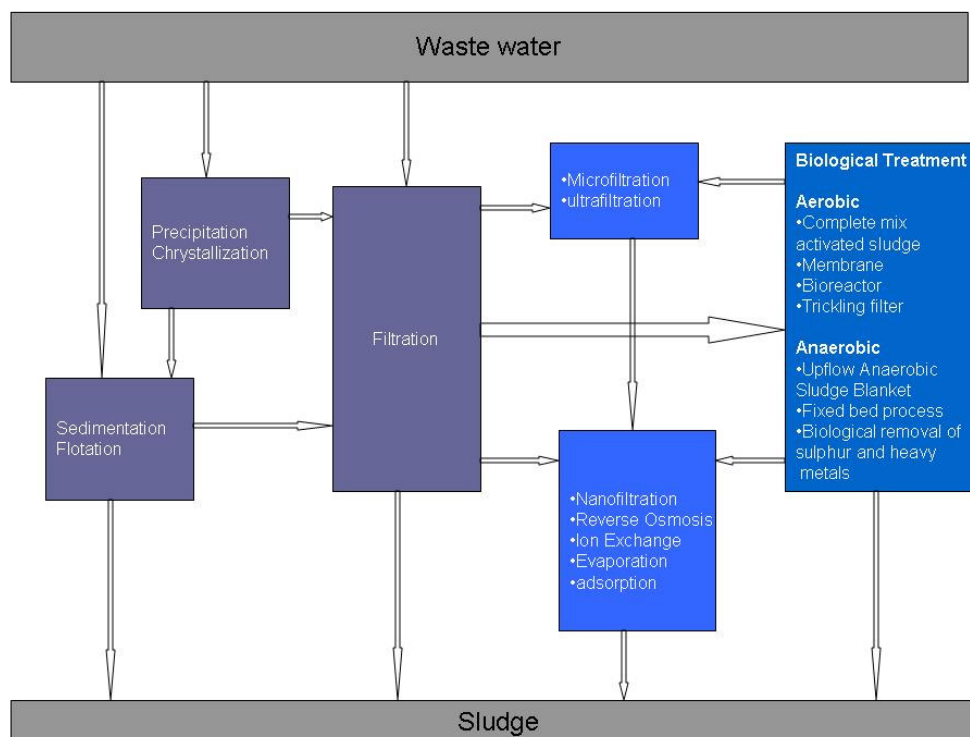 Waste water
Precipitation
Chrystallization
Sedimentation
Flotation
Filtration
•Microfiltration
•ultrafiltration
•Nanofiltration
•Reverse Osmosis
•Ion Exchange
•Evaporation
•adsorption
Biological Treatment
Aerobic
•Complete mix
activated sludge
•Membrane
•Bioreactor
•Trickling filter
Anaerobic
•Upflow Anaerobic
Sludge Blanket
•Fixed bed process
•Biological removal of
sulphur and heavy
metals
Sludge